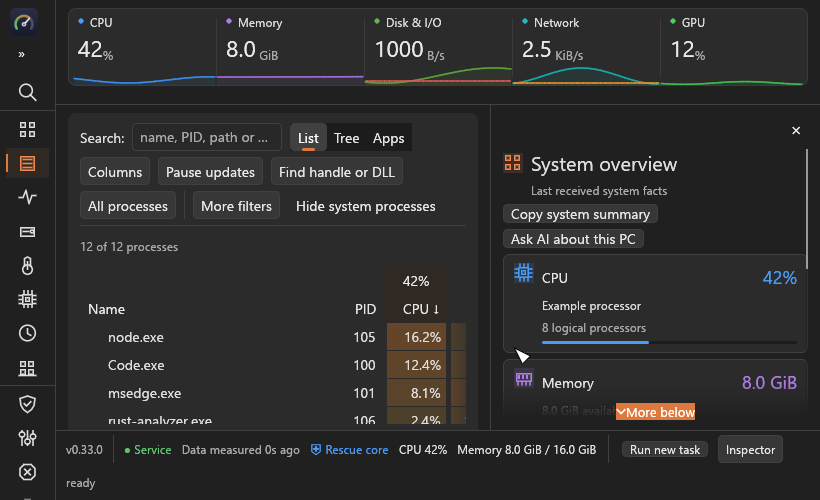 CPU
42%
Memory
8.0 GiB
Disk & I/O
1000 B/s
Network
2.5 KiB/s
GPU
12%
»
Search: name, PID, path or ... List Tree Apps
Columns Pause updates Find handle or DLL
All processes More filters Hide system processes
12 of 12 processes
42%
Name PID CPU ↓
node.exe 105 16.2%
Code.exe 100 12.4%
msedge.exe 101 8.1%
rust-analyzer.exe 106 2.4%
System overview
Last received system facts
Copy system summary
Ask AI about this PC
CPU 42%
Example processor
8 logical processors
Memory 8.0 GiB
8.0 GiB
More below
v0.33.0 Service Data measured 0s ago Rescue core CPU 42% Memory 8.0 GiB / 16.0 GiB Run new task Inspector
ready